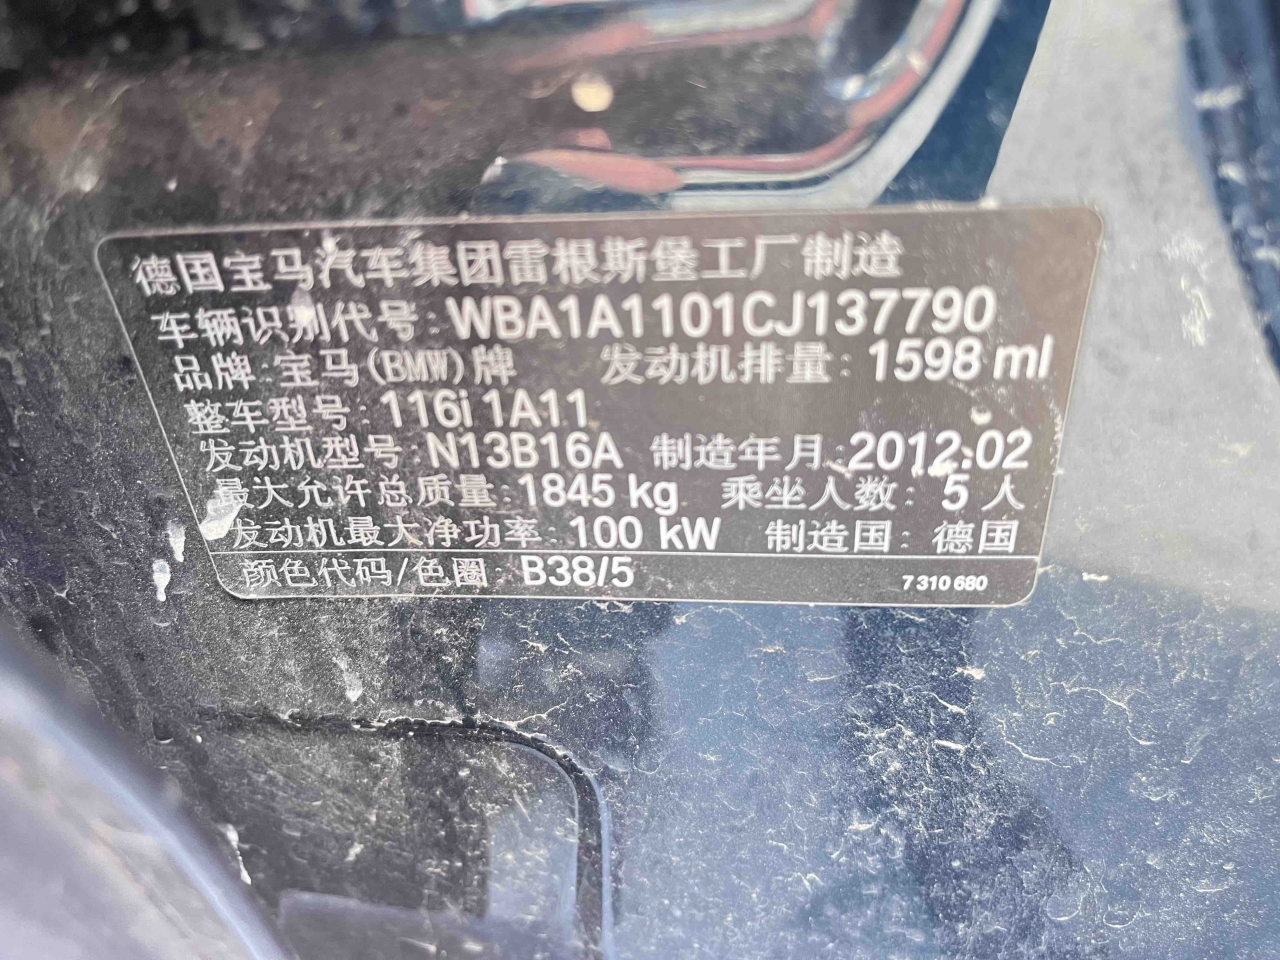 德国宝马汽车集团雷根斯堡工厂制造
车辆识别代号: WBA1A1101CJ137790
品牌: 宝马(BMW)牌 发动机排量: 1598 ml
整车型号: 116i 1A11
发动机型号: N13B16A 制造年月: 2012.02
最大允许总质量: 1845 kg 乘坐人数: 5 人
发动机最大净功率: 100 kW 制造国: 德国
颜色代码/色圈: B38/5 7 310 680